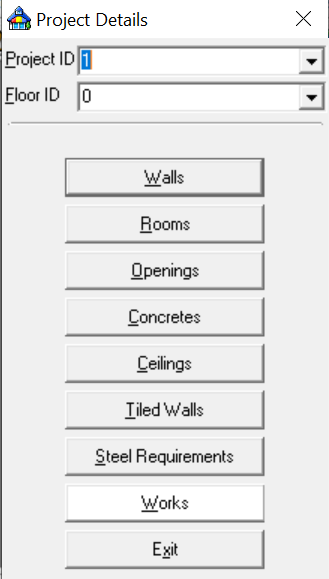 Project Details
Project ID 1
Floor ID 0
Walls
Rooms
Openings
Concretes
Ceilings
Tiled Walls
Steel Requirements
Works
Exit